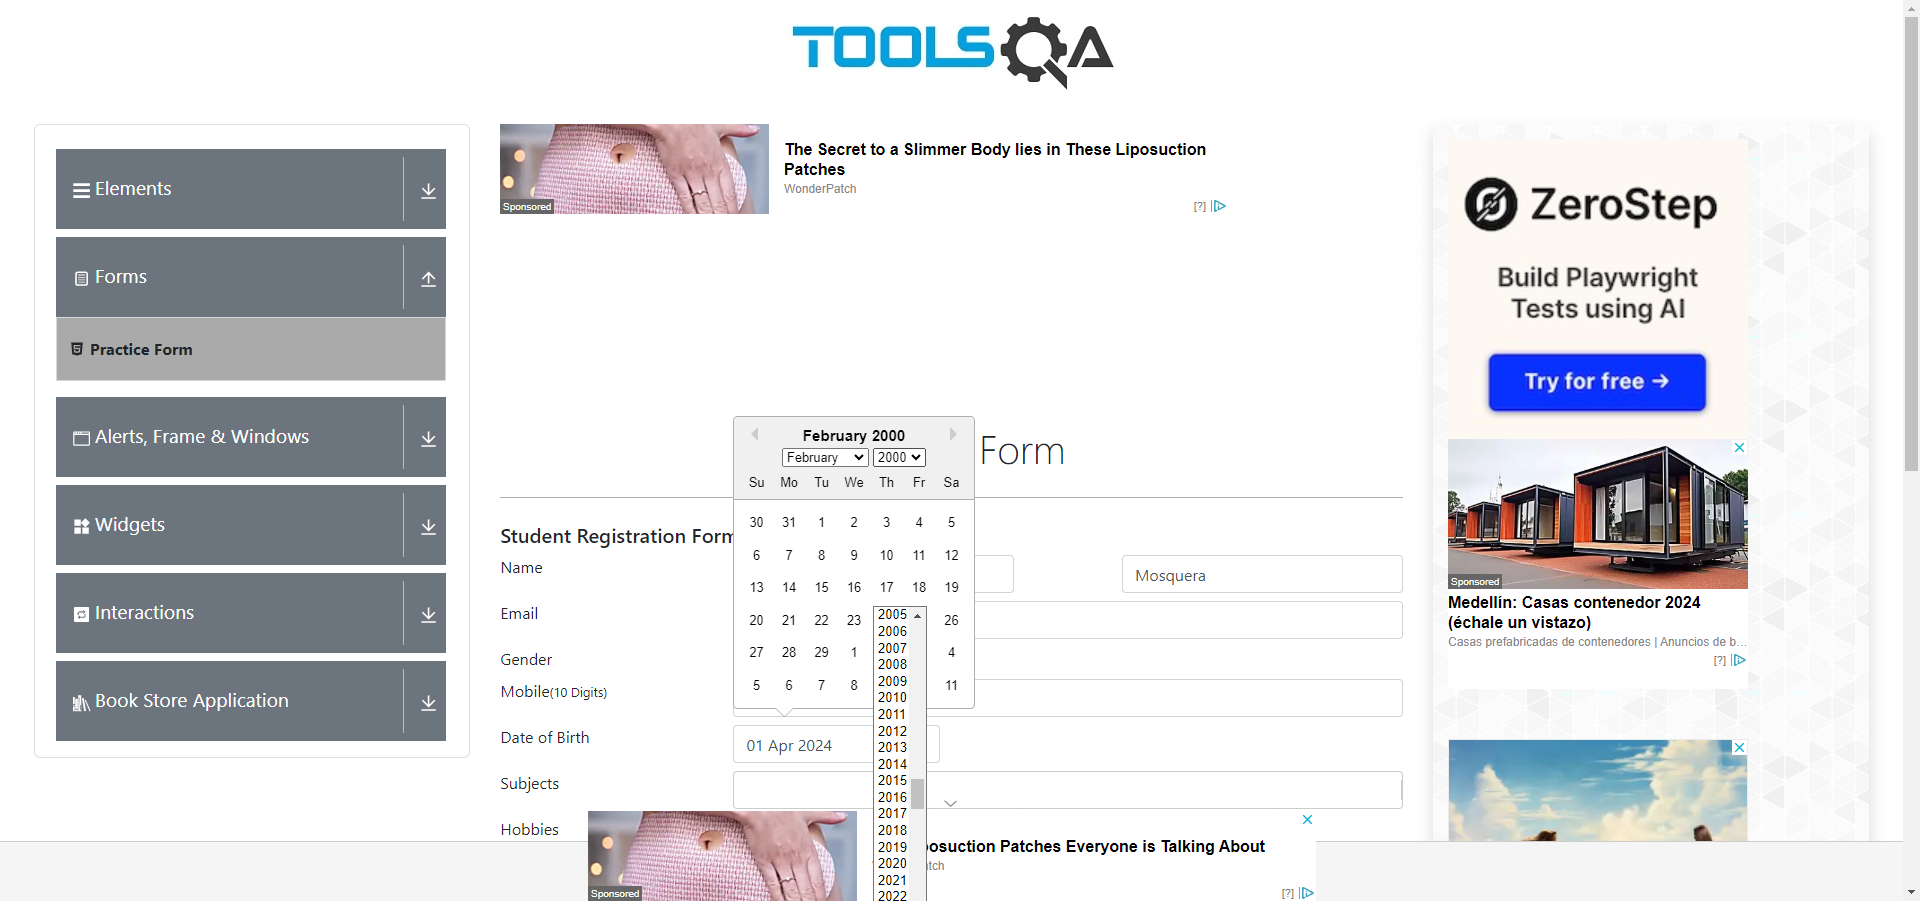 TOOLSQA
Elements
Forms
Practice Form
Alerts, Frame & Windows
Widgets
Interactions
Book Store Application
Sponsored
The Secret to a Slimmer Body lies in These Liposuction
Patches
WonderPatch
[?]
Form
Student Registration Form
Name
Mosquera
Email
Gender
Mobile(10 Digits)
Date of Birth
01 Apr 2024
Subjects
Hobbies
February 2000
February 2000
Su Mo Tu We Th Fr Sa
30 31 1 2 3 4 5
6 7 8 9 10 11 12
13 14 15 16 17 18 19
20 21 22 23 26
27 28 29 1 4
5 6 7 8 11
2005
2006
2007
2008
2009
2010
2011
2012
2013
2014
2015
2016
2017
2018
2019
2020
2021
2022
Sponsored
posuction Patches Everyone is Talking About
tch
[?]
ZeroStep
Build Playwright
Tests using AI
Try for free →
Sponsored
Medellín: Casas contenedor 2024
(échale un vistazo)
Casas prefabricadas de contenedores | Anuncios de b...
[?]